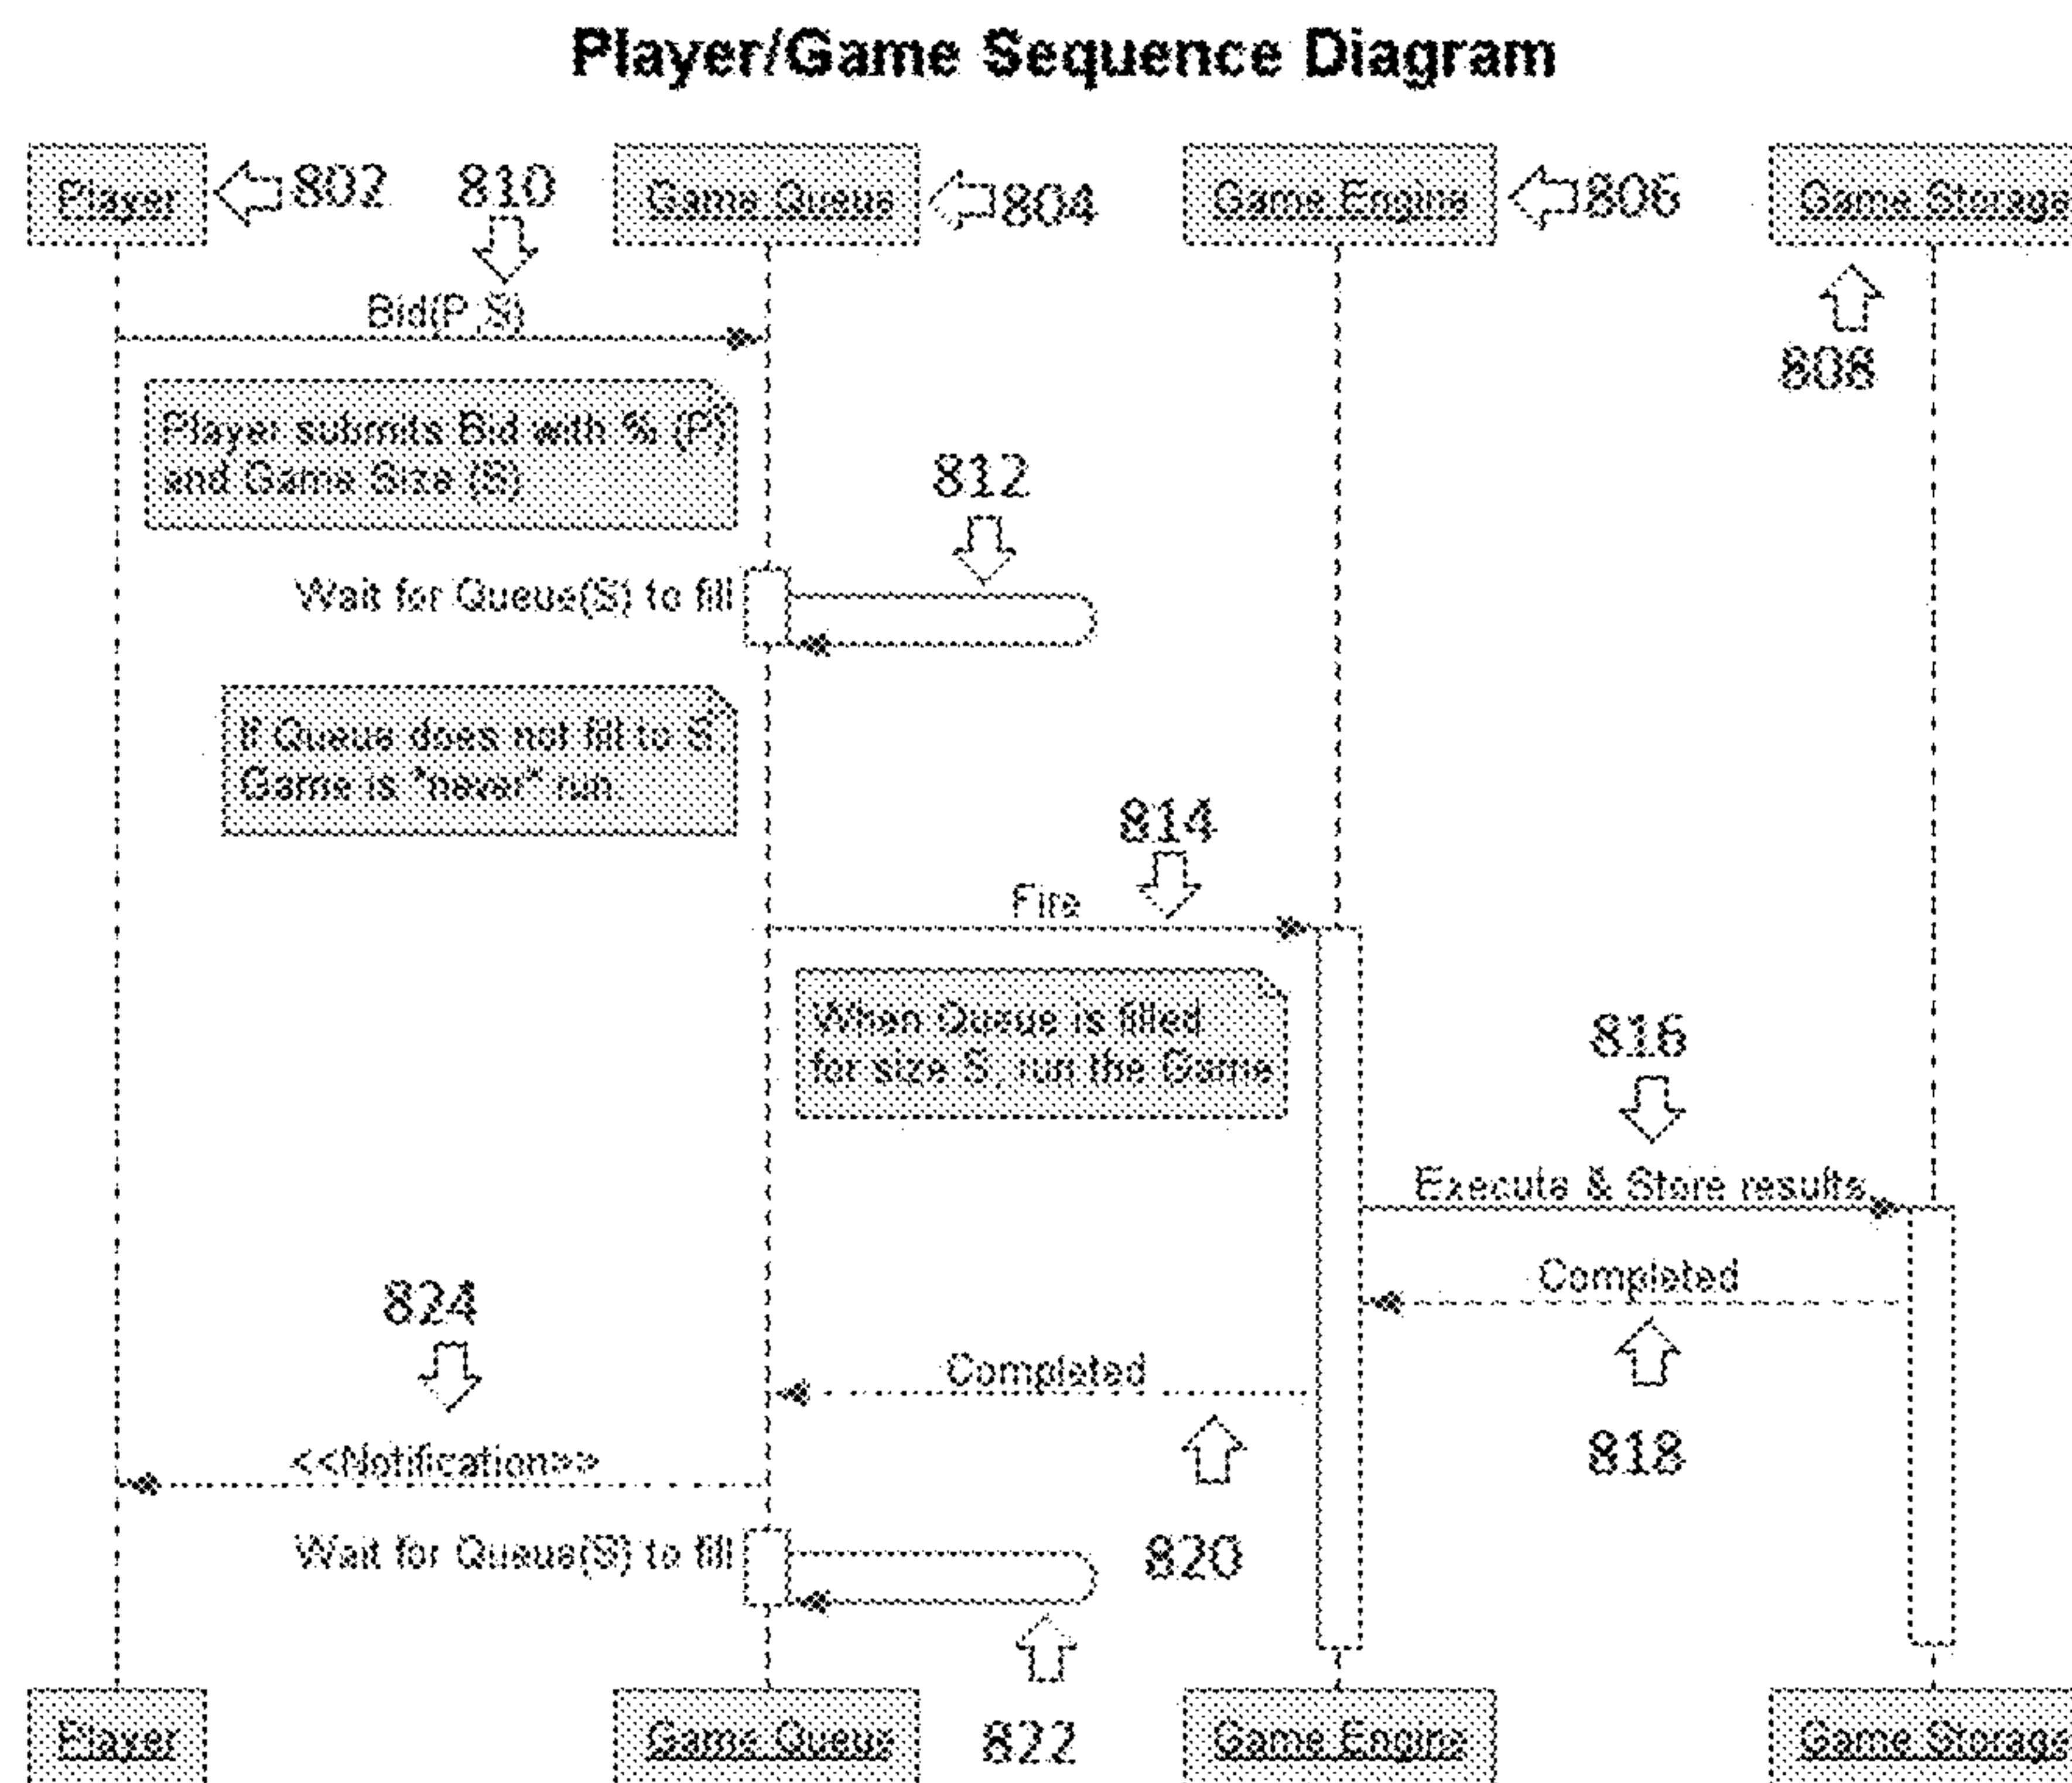 Player/Game Sequence Diagram
Player 802 810 Game Queue 804 Game Engine 806 Game Storage
808
Bid(P,S)
Player submits Bid with % (P)
and Game Size (S)
812
Wait for Queue(S) to fill
If Queue does not fill to S,
Game is "never" run
814
Fire
When Queue is filled
for size S, run the Game
816
Execute & Store results
Completed
818
824
Completed
820
<<Notification>>
Wait for Queue(S) to fill
822
Player Game Queue Game Engine Game Storage